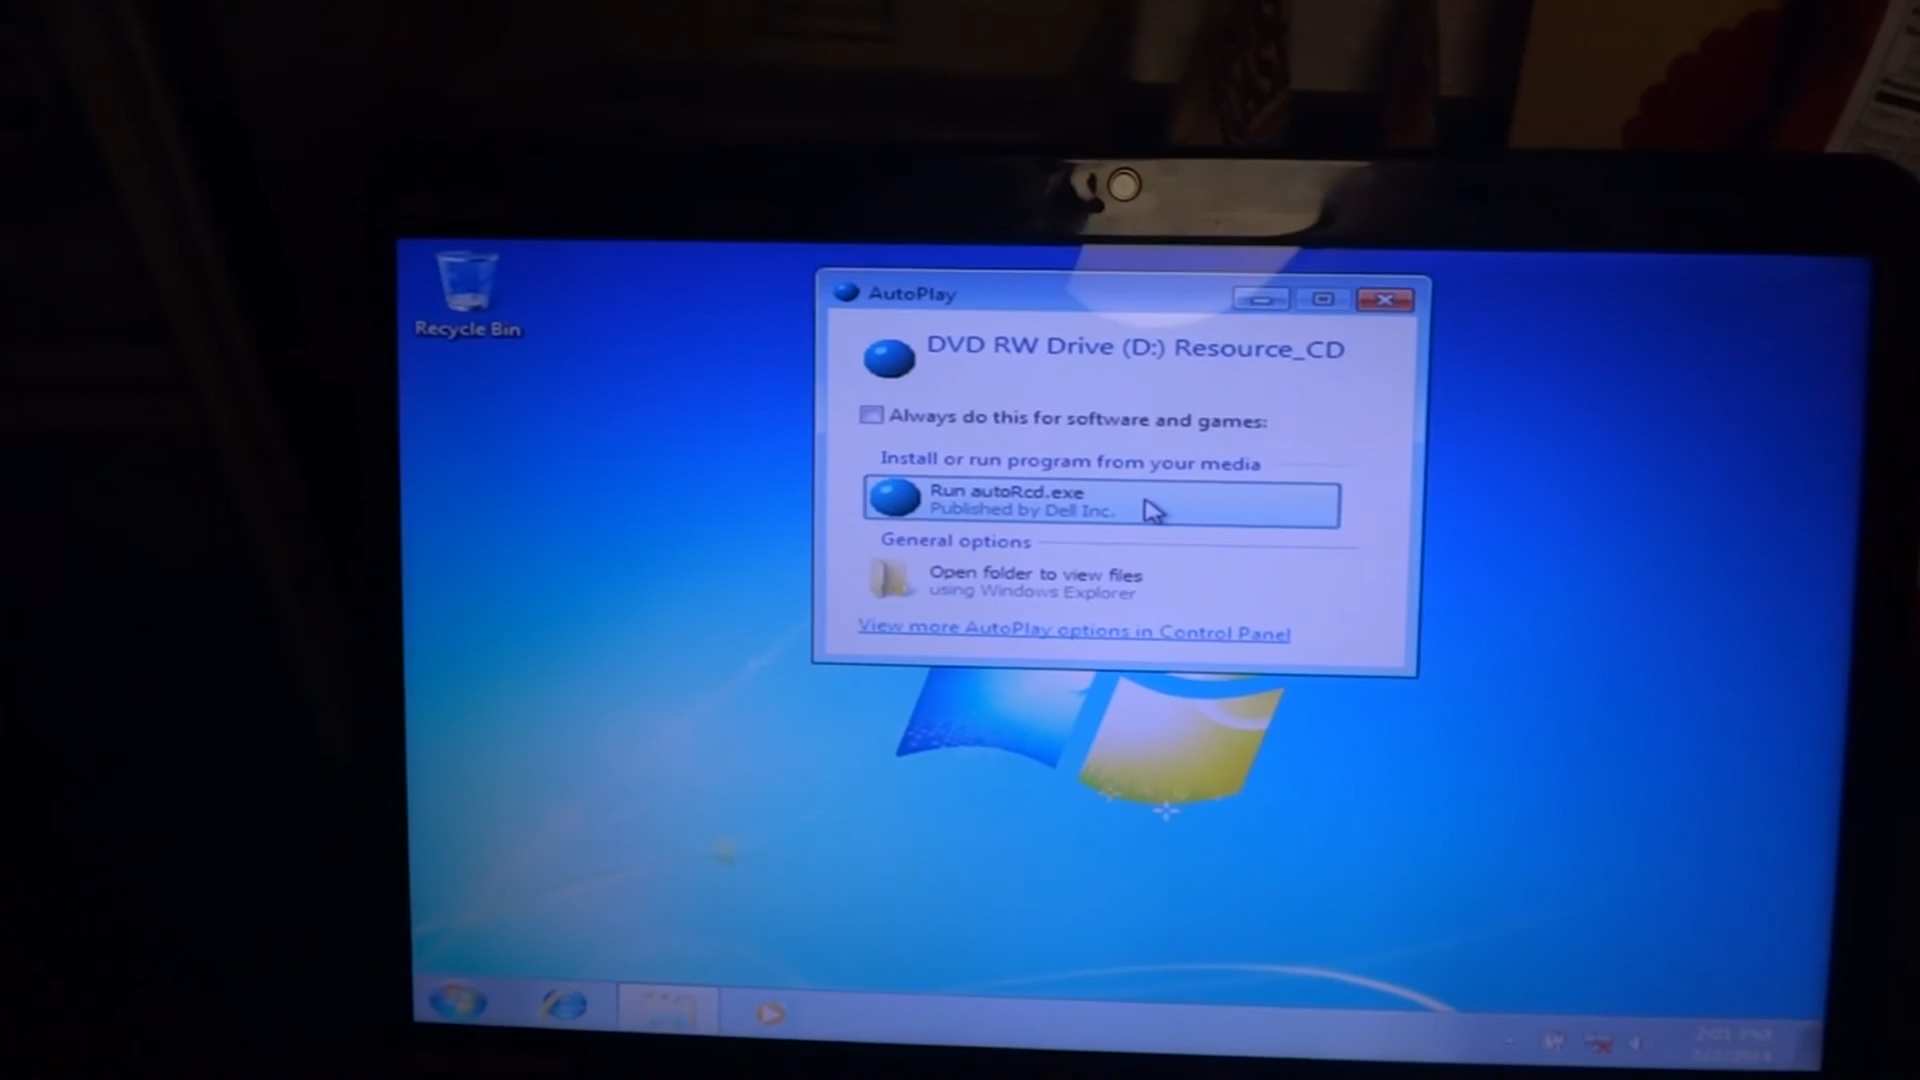 Recycle Bin
AutoPlay
DVD RW Drive (D:) Resource_CD
Always do this for software and games:
Install or run program from your media
Run autoRcd.exe
Published by Dell Inc.
General options
Open folder to view files
using Windows Explorer
View more AutoPlay options in Control Panel